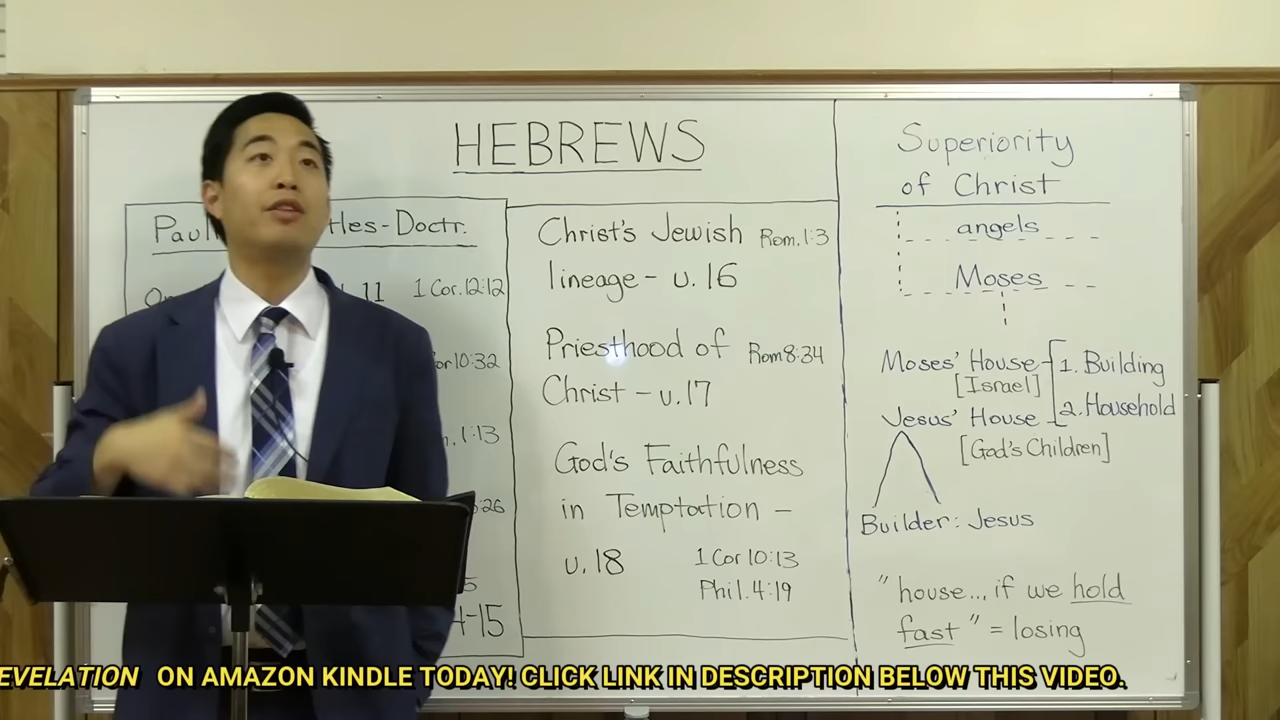 HEBREWS
Paul tles-Doctr.
11 1 Cor.12:12
or10:32
1:13
26
5
4-15
Christ's Jewish Rom.1:3
lineage - v.16
Priesthood of Rom 8:34
Christ - v.17
God's Faithfulness
in Temptation -
v.18 1 Cor 10:13
Phil.4:19
Superiority
of Christ
angels
Moses
Moses' House 1. Building
[Israel]
Jesus' House 2. Household
[God's Children]
Builder: Jesus
"house... if we hold
fast" = losing
EVELATION ON AMAZON KINDLE TODAY! CLICK LINK IN DESCRIPTION BELOW THIS VIDEO.